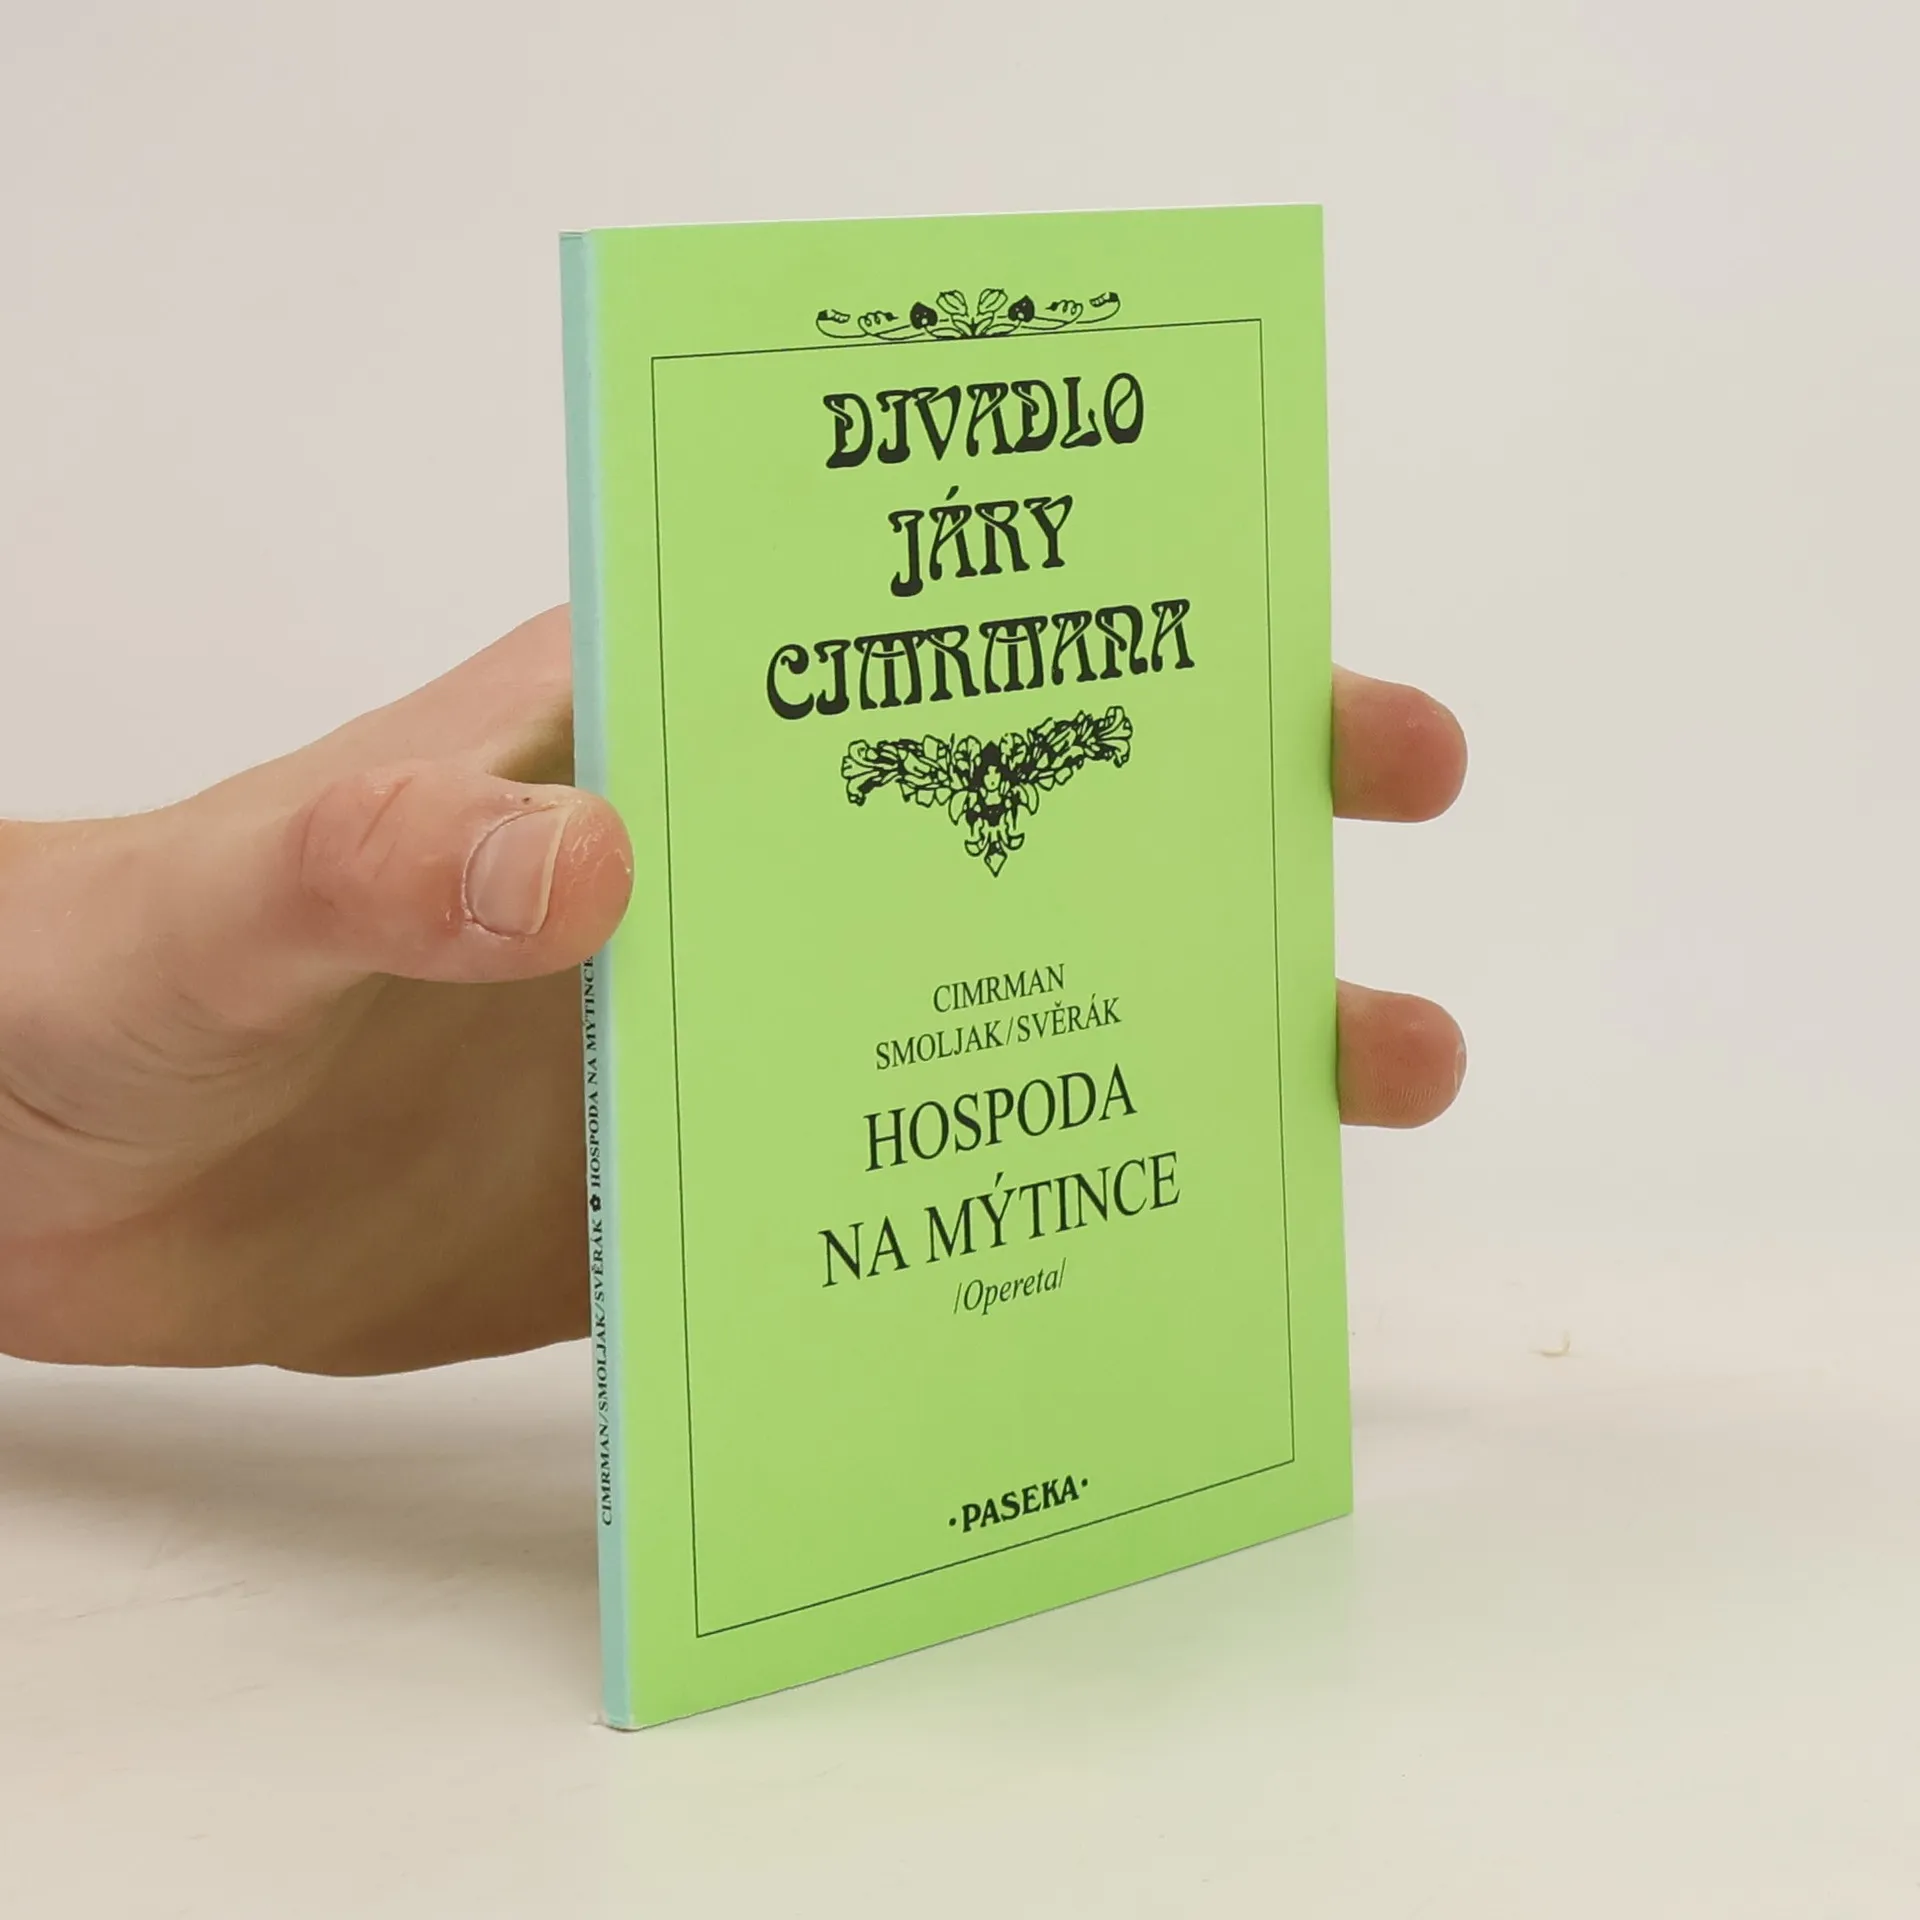 DIVADLO
JÁRY
CIMRMANA
CIMRMAN
SMOLJAK/SVĚRÁK
HOSPODA
NA MÝTINCE
/Opereta/
·PASEKA·
CIMRMAN/SMOLJAK/SVĚRÁK ✿ HOSPODA NA MÝTINCE